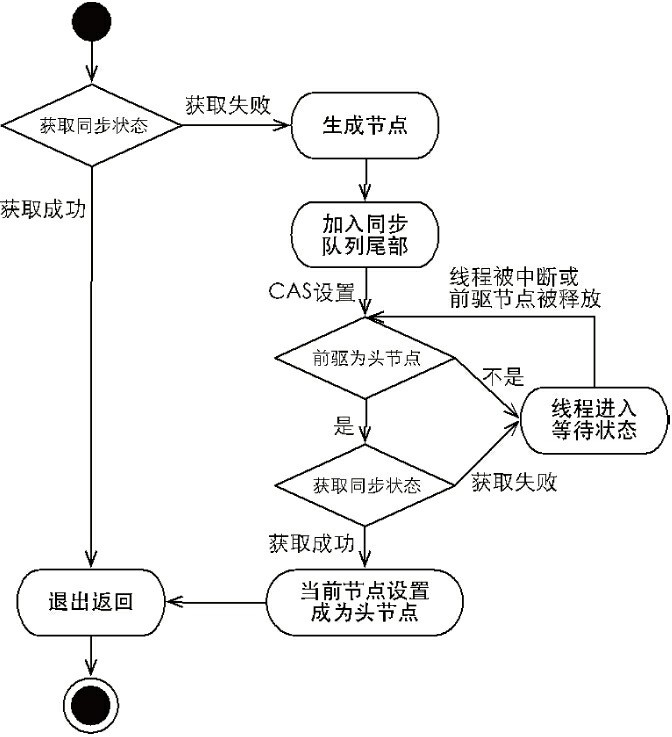 获取同步状态
获取失败
生成节点
获取成功
加入同步
队列尾部
CAS设置
线程被中断或
前驱节点被释放
前驱为头节点
不是
线程进入
等待状态
是
获取同步状态
获取失败
获取成功
当前节点设置
成为头节点
退出返回